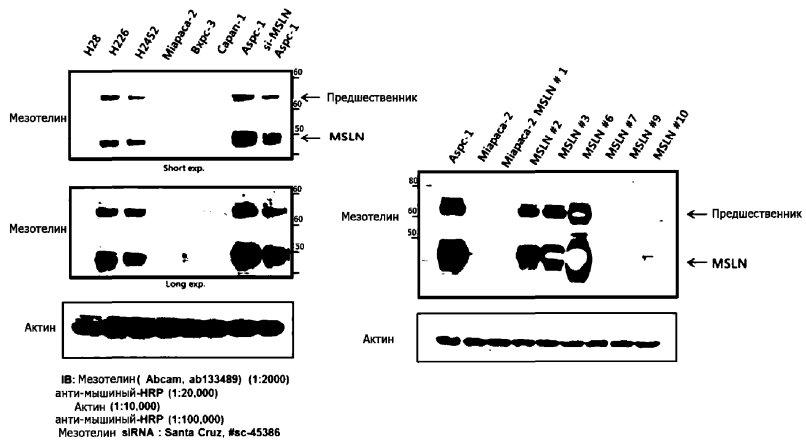 H28
H226
H2452
Miapaca-2
Bxpc-3
Capan-1
Aspc-1
si-MSLN
Aspc-1
Мезотелин
60
60
50
Предшественник
MSLN
Short exp.
Мезотелин
60
60
50
Long exp.
Актин
IB: Мезотелин( Abcam, ab133489) (1:2000)
анти-мышиный-HRP (1:20,000)
Актин (1:10,000)
анти-мышиный-HRP (1:100,000)
Мезотелин siRNA : Santa Cruz, #sc-45386
Aspc-1
Miapaca-2
Miapaca-2 MSLN # 1
MSLN #2
MSLN #3
MSLN #6
MSLN #7
MSLN #9
MSLN #10
80
60
50
Мезотелин
Предшественник
MSLN
Актин